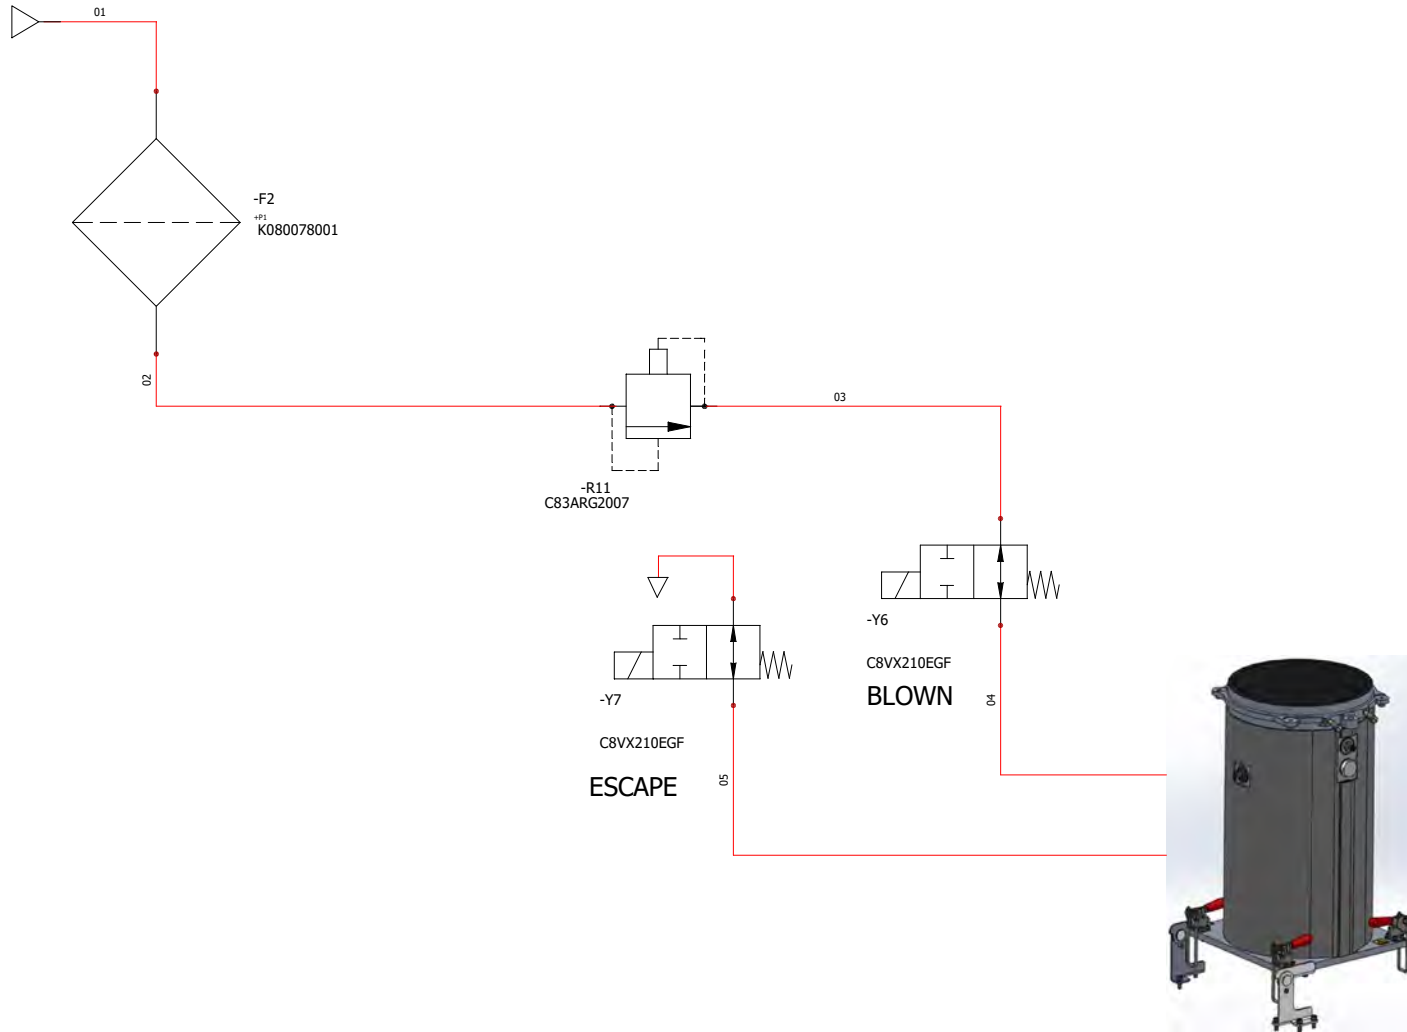 01
-F2
+P1
K080078001
02
03
-R11
C83ARG2007
-Y6
C8VX210EGF
BLOWN
04
-Y7
C8VX210EGF
ESCAPE
05